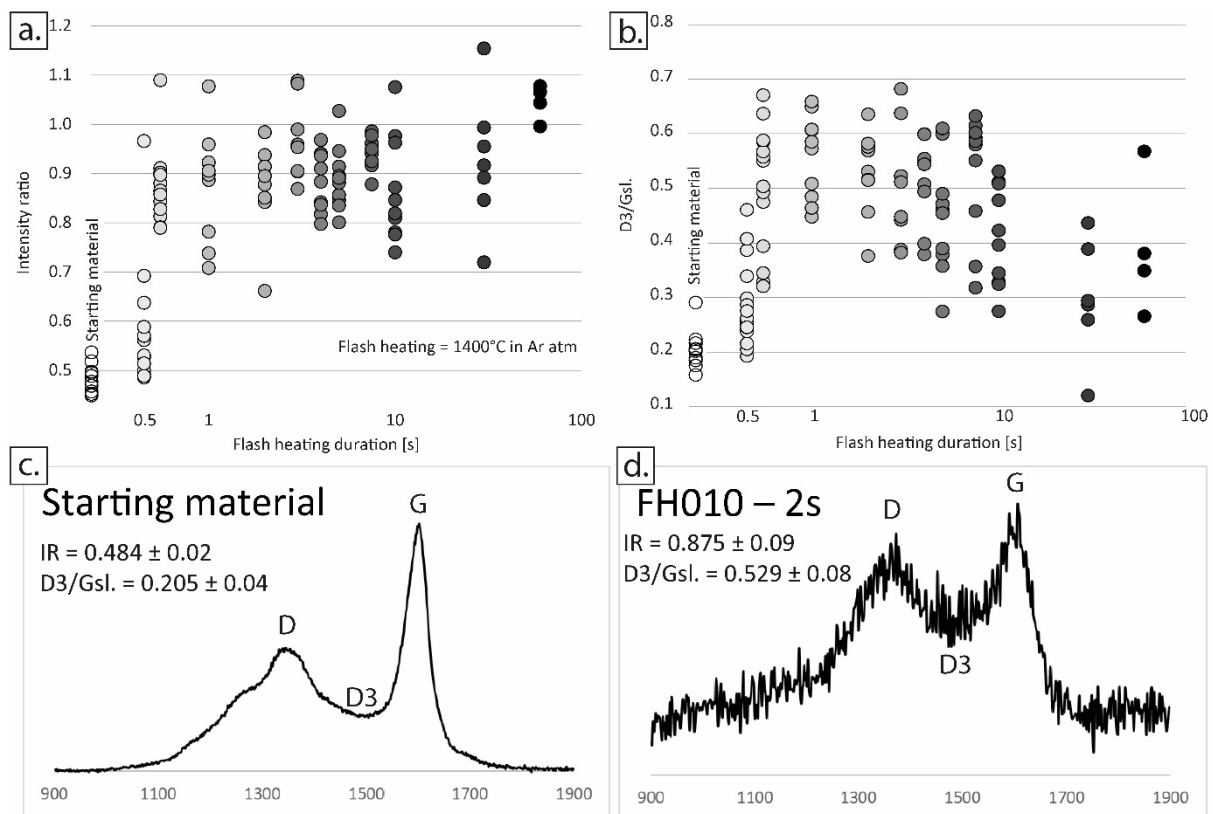 a.
1.2
1.1
1.0
0.9
0.8
0.7
0.6
0.5
Intensity ratio
Starting material
Flash heating = 1400°C in Ar atm
0.5 1 10 100
Flash heating duration [s]
b.
0.8
0.7
0.6
0.5
0.4
0.3
0.2
0.1
D3/Gsl.
Starting material
0.5 1 10 100
Flash heating duration [s]
c.
Starting material
IR = 0.484 ± 0.02
D3/Gsl. = 0.205 ± 0.04
G
D
D3
900 1100 1300 1500 1700 1900
d.
FH010 – 2s
IR = 0.875 ± 0.09
D3/Gsl. = 0.529 ± 0.08
D
G
D3
900 1100 1300 1500 1700 1900